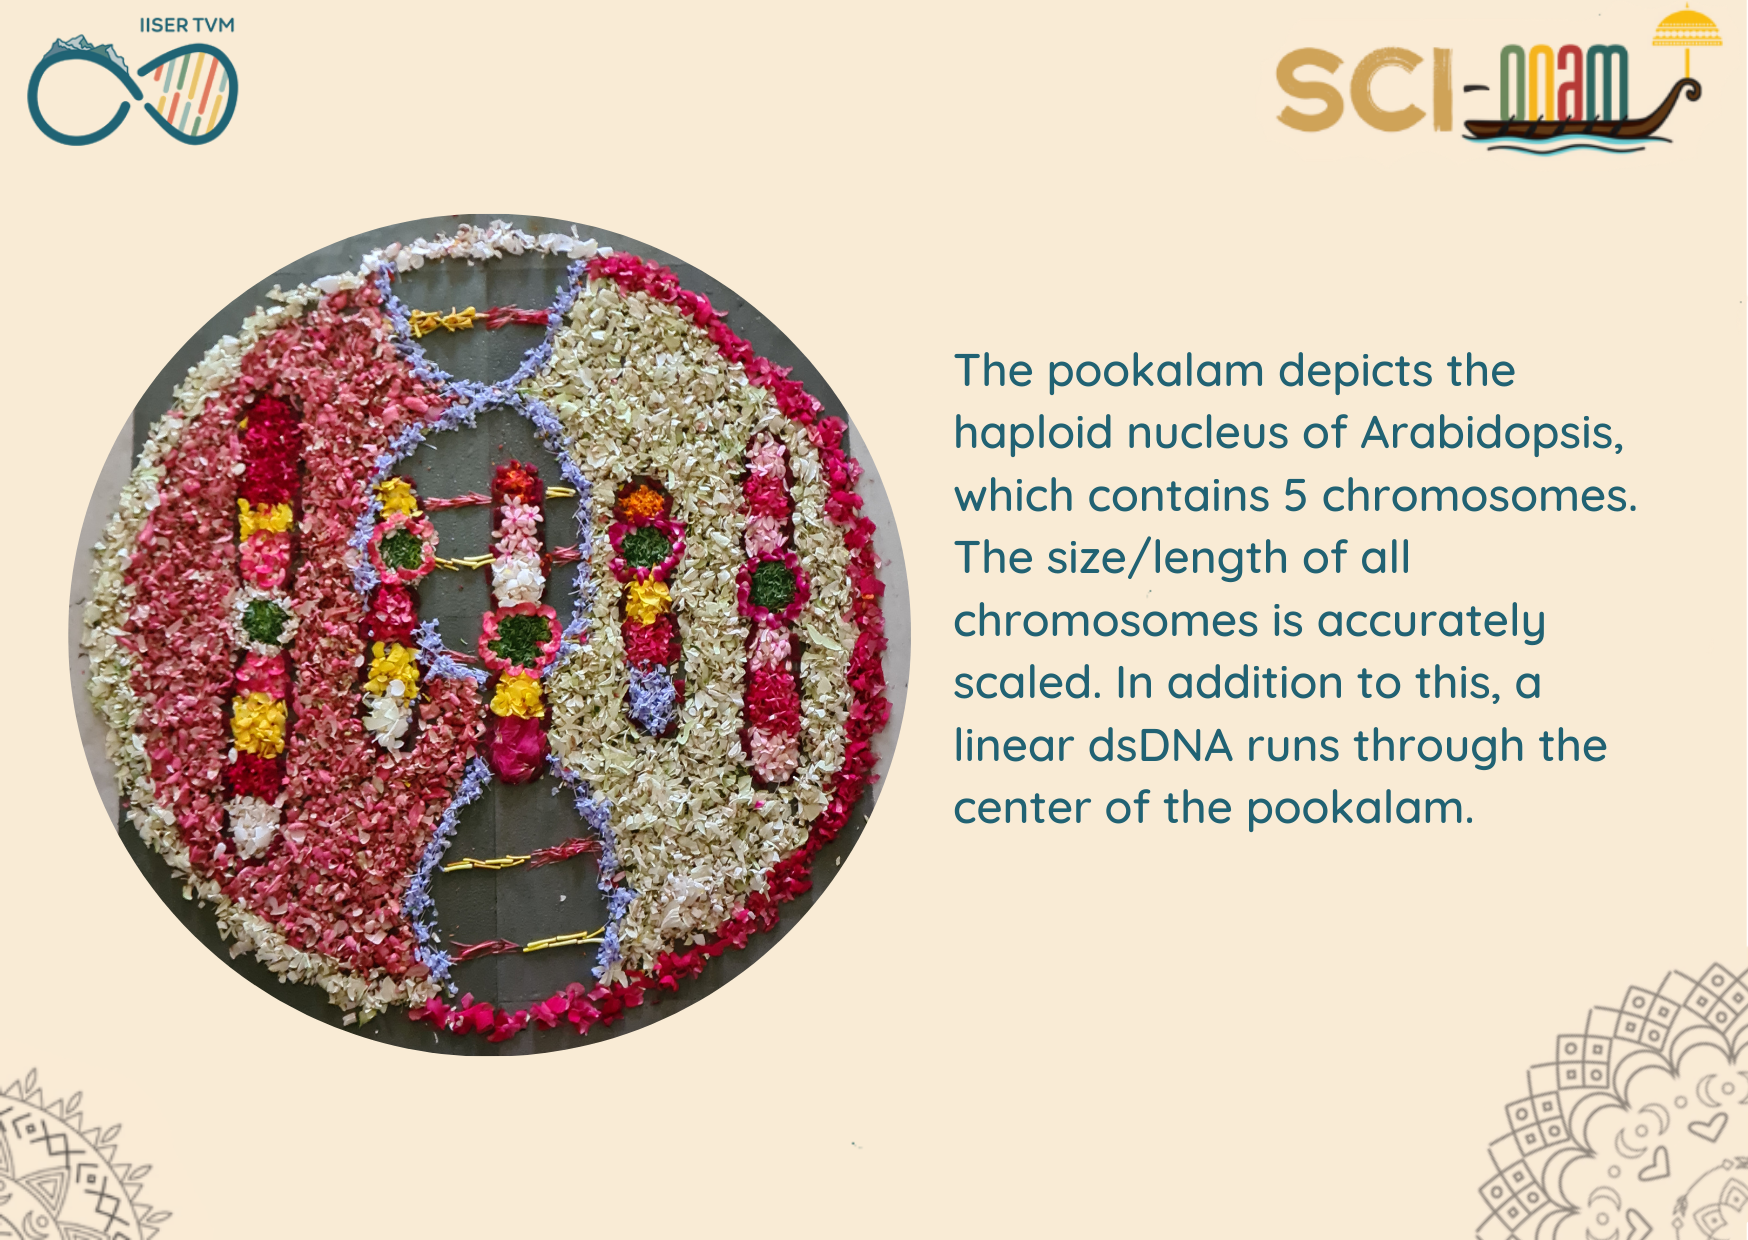 IISER TVM
SCI-onam
The pookalam depicts the
haploid nucleus of Arabidopsis,
which contains 5 chromosomes.
The size/length of all
chromosomes is accurately
scaled. In addition to this, a
linear dsDNA runs through the
center of the pookalam.